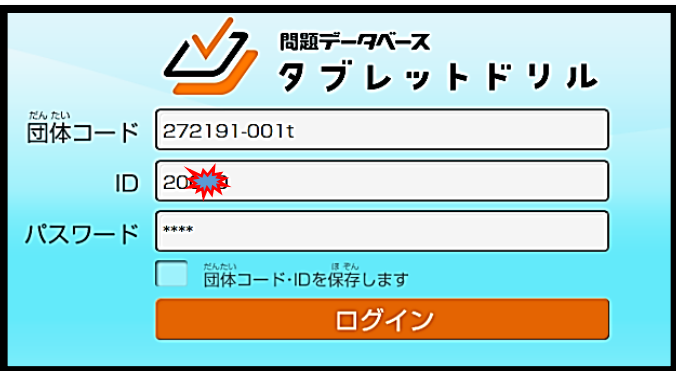 問題データベース
タブレットドリル
だんたい
団体コード 272191-001t
ID 20
パスワード ****
だんたい ほぞん
団体コード・IDを保存します
ログイン